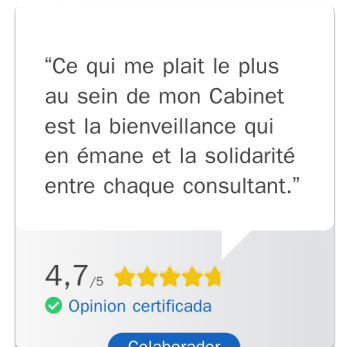 “Ce qui me plait le plus
au sein de mon Cabinet
est la bienveillance qui
en émane et la solidarité
entre chaque consultant.”
4,7/5
Opinion certificada
Colaborador